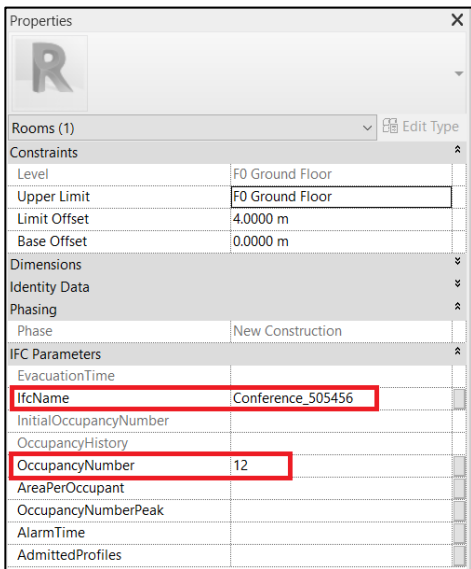 Properties
R
Rooms (1)
Edit Type
Constraints
Level F0 Ground Floor
Upper Limit F0 Ground Floor
Limit Offset 4.0000 m
Base Offset 0.0000 m
Dimensions
Identity Data
Phasing
Phase New Construction
IFC Parameters
EvacuationTime
IfcName Conference_505456
InitialOccupancyNumber
OccupancyHistory
OccupancyNumber 12
AreaPerOccupant
OccupancyNumberPeak
AlarmTime
AdmittedProfiles